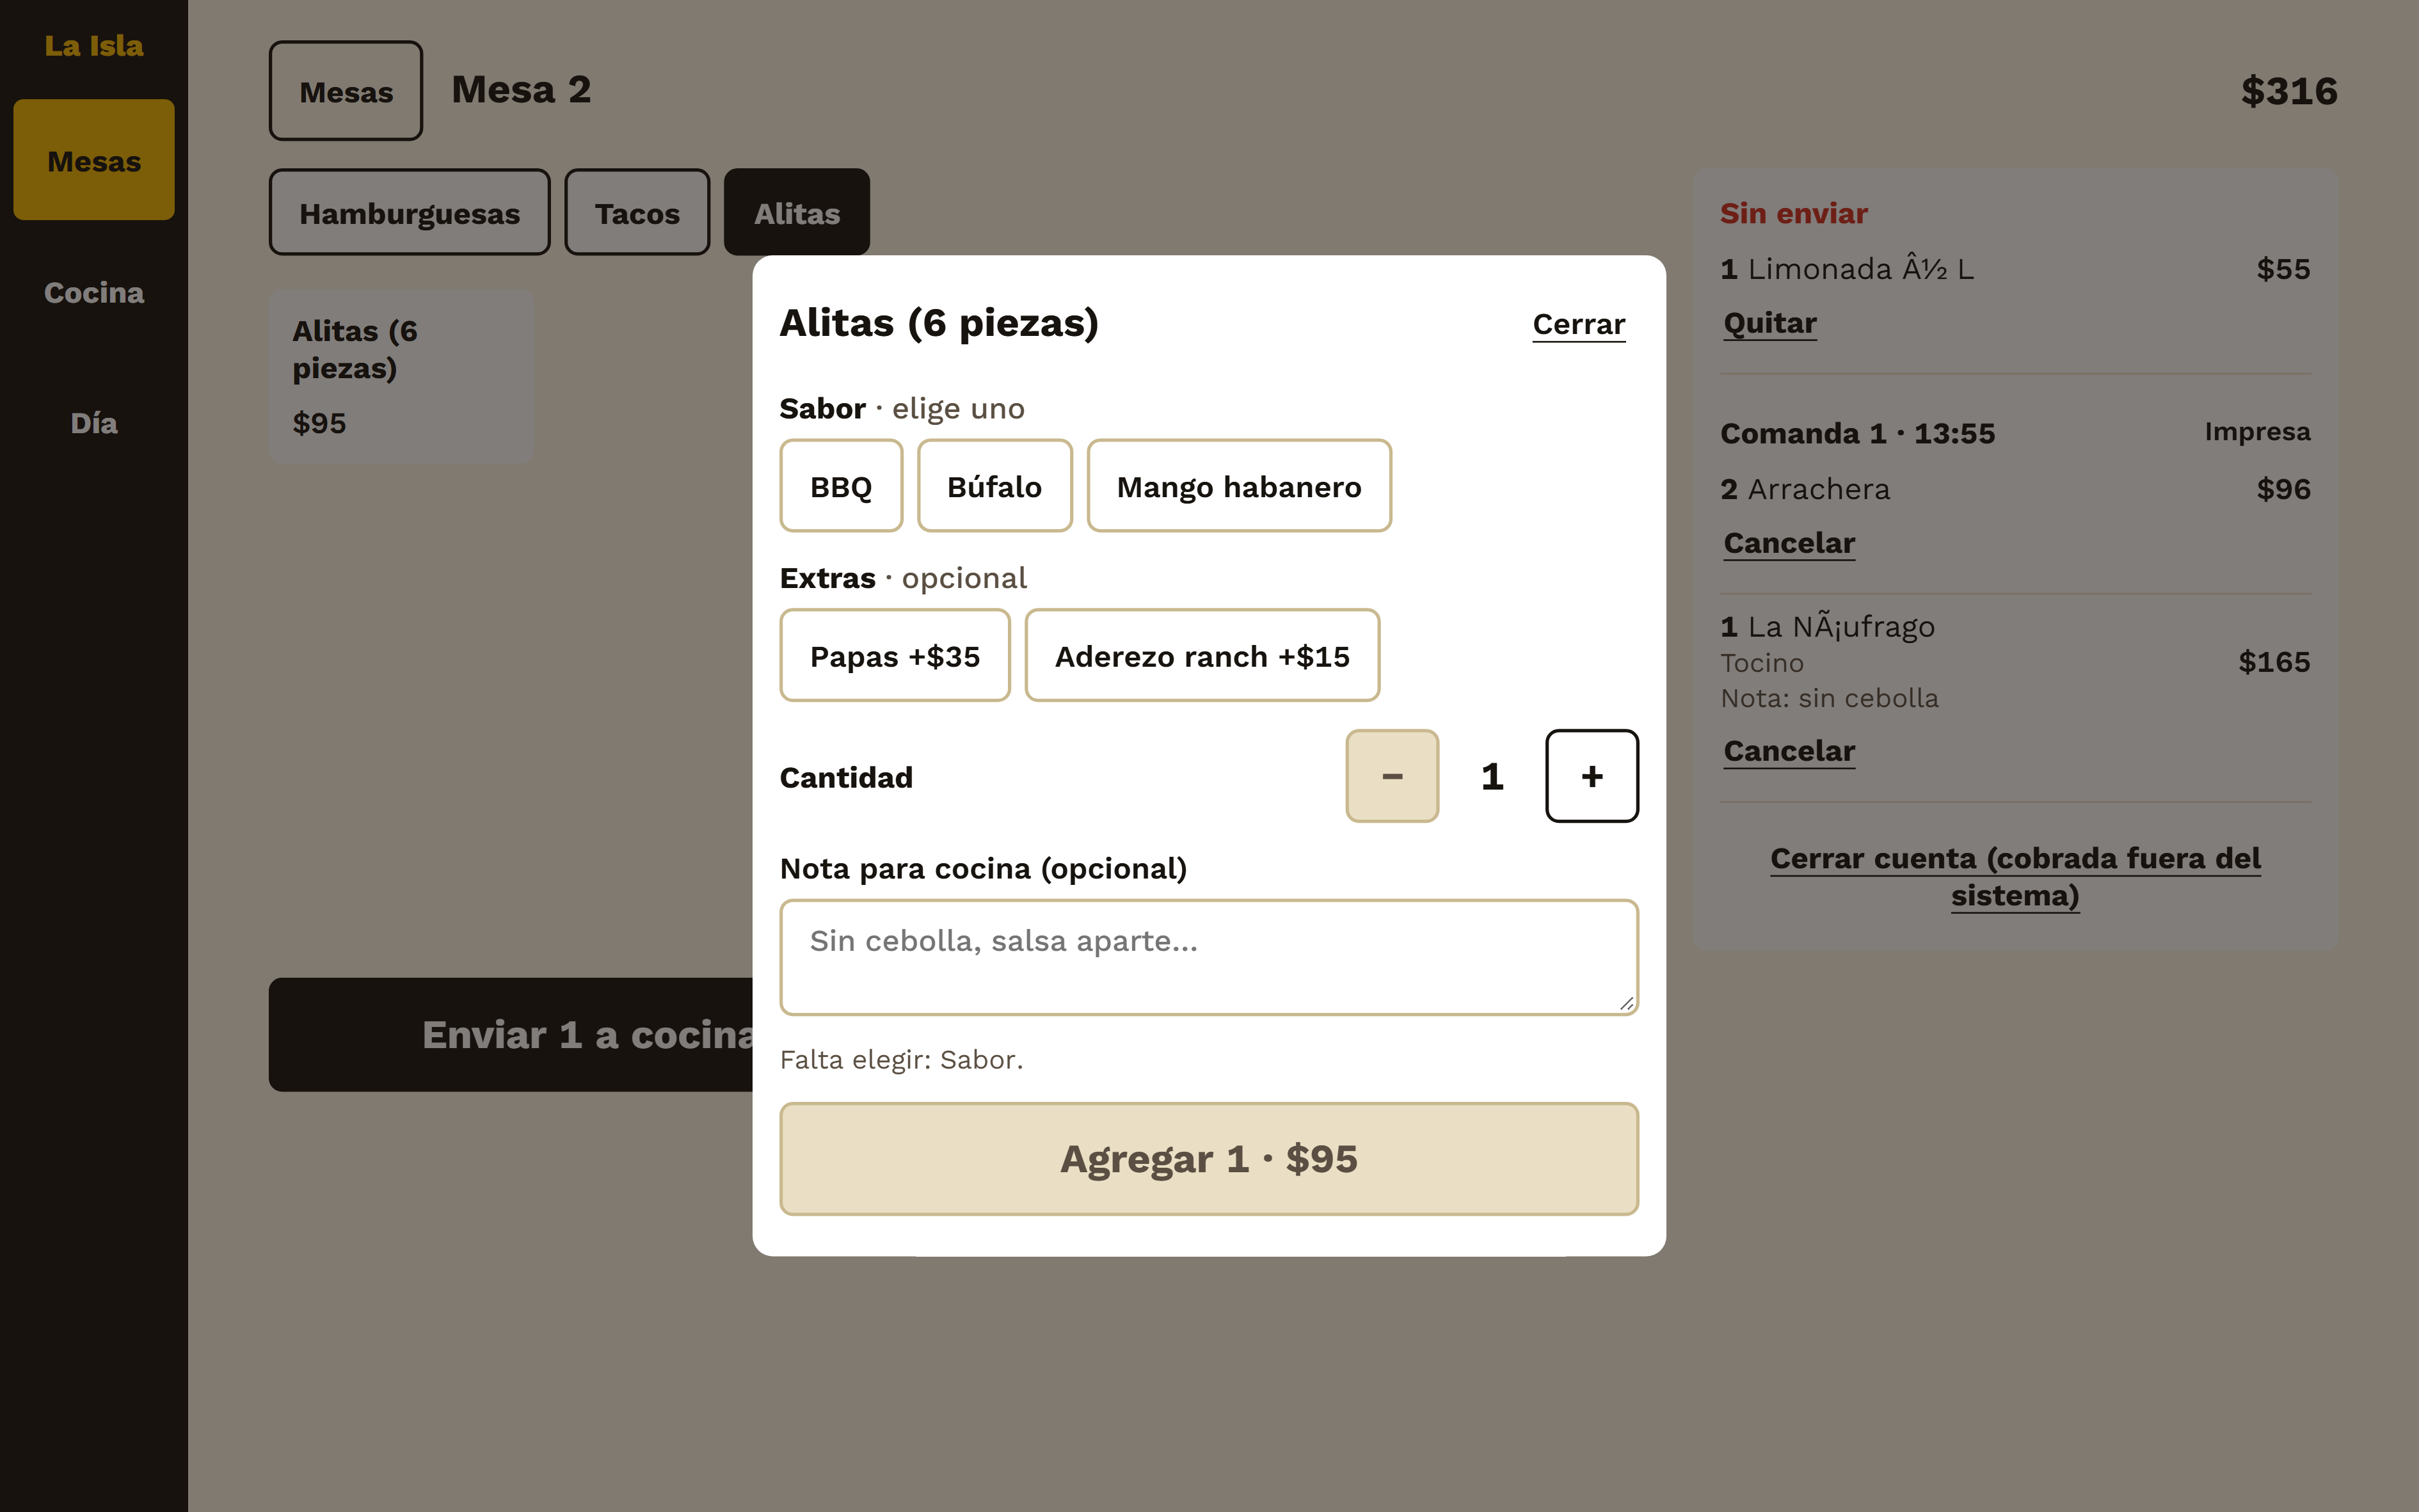 La Isla
Mesas
Cocina
Día
Mesas
Mesa 2
$316
Hamburguesas
Tacos
Alitas
Alitas (6
piezas)
$95
Enviar 1 a cocina
Alitas (6 piezas)
Cerrar
Sabor · elige uno
BBQ
Búfalo
Mango habanero
Extras · opcional
Papas +$35
Aderezo ranch +$15
Cantidad
−
1
+
Nota para cocina (opcional)
Sin cebolla, salsa aparte...
Falta elegir: Sabor.
Agregar 1 · $95
Sin enviar
1 Limonada Â½ L
$55
Quitar
Comanda 1 · 13:55
Impresa
2 Arrachera
$96
Cancelar
1 La NÃ¡ufrago
Tocino
$165
Nota: sin cebolla
Cancelar
Cerrar cuenta (cobrada fuera del
sistema)